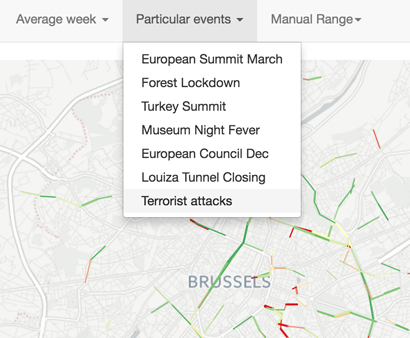 Average week Particular events Manual Range
European Summit March
Forest Lockdown
Turkey Summit
Museum Night Fever
European Council Dec
Louiza Tunnel Closing
Terrorist attacks
BRUSSELS